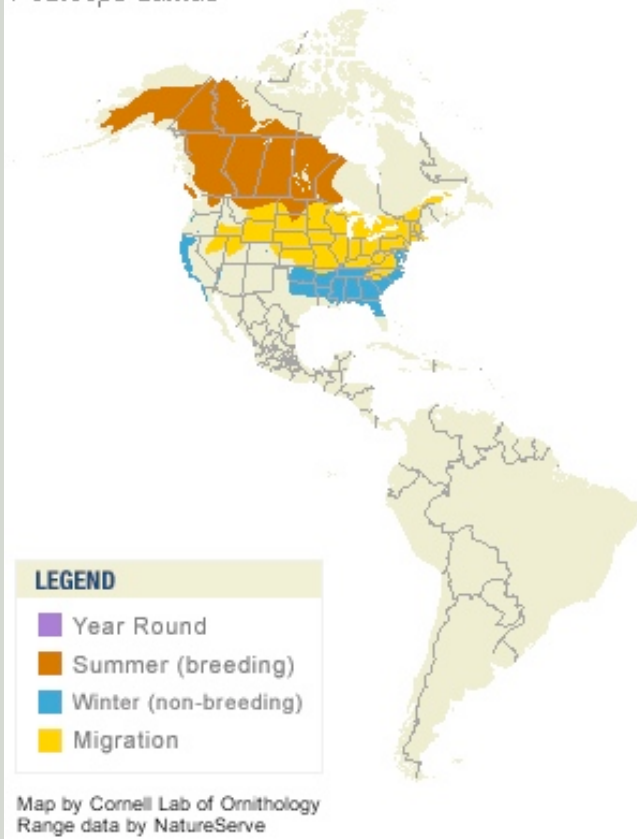 LEGEND
Year Round
Summer (breeding)
Winter (non-breeding)
Migration
Map by Cornell Lab of Ornithology
Range data by NatureServe